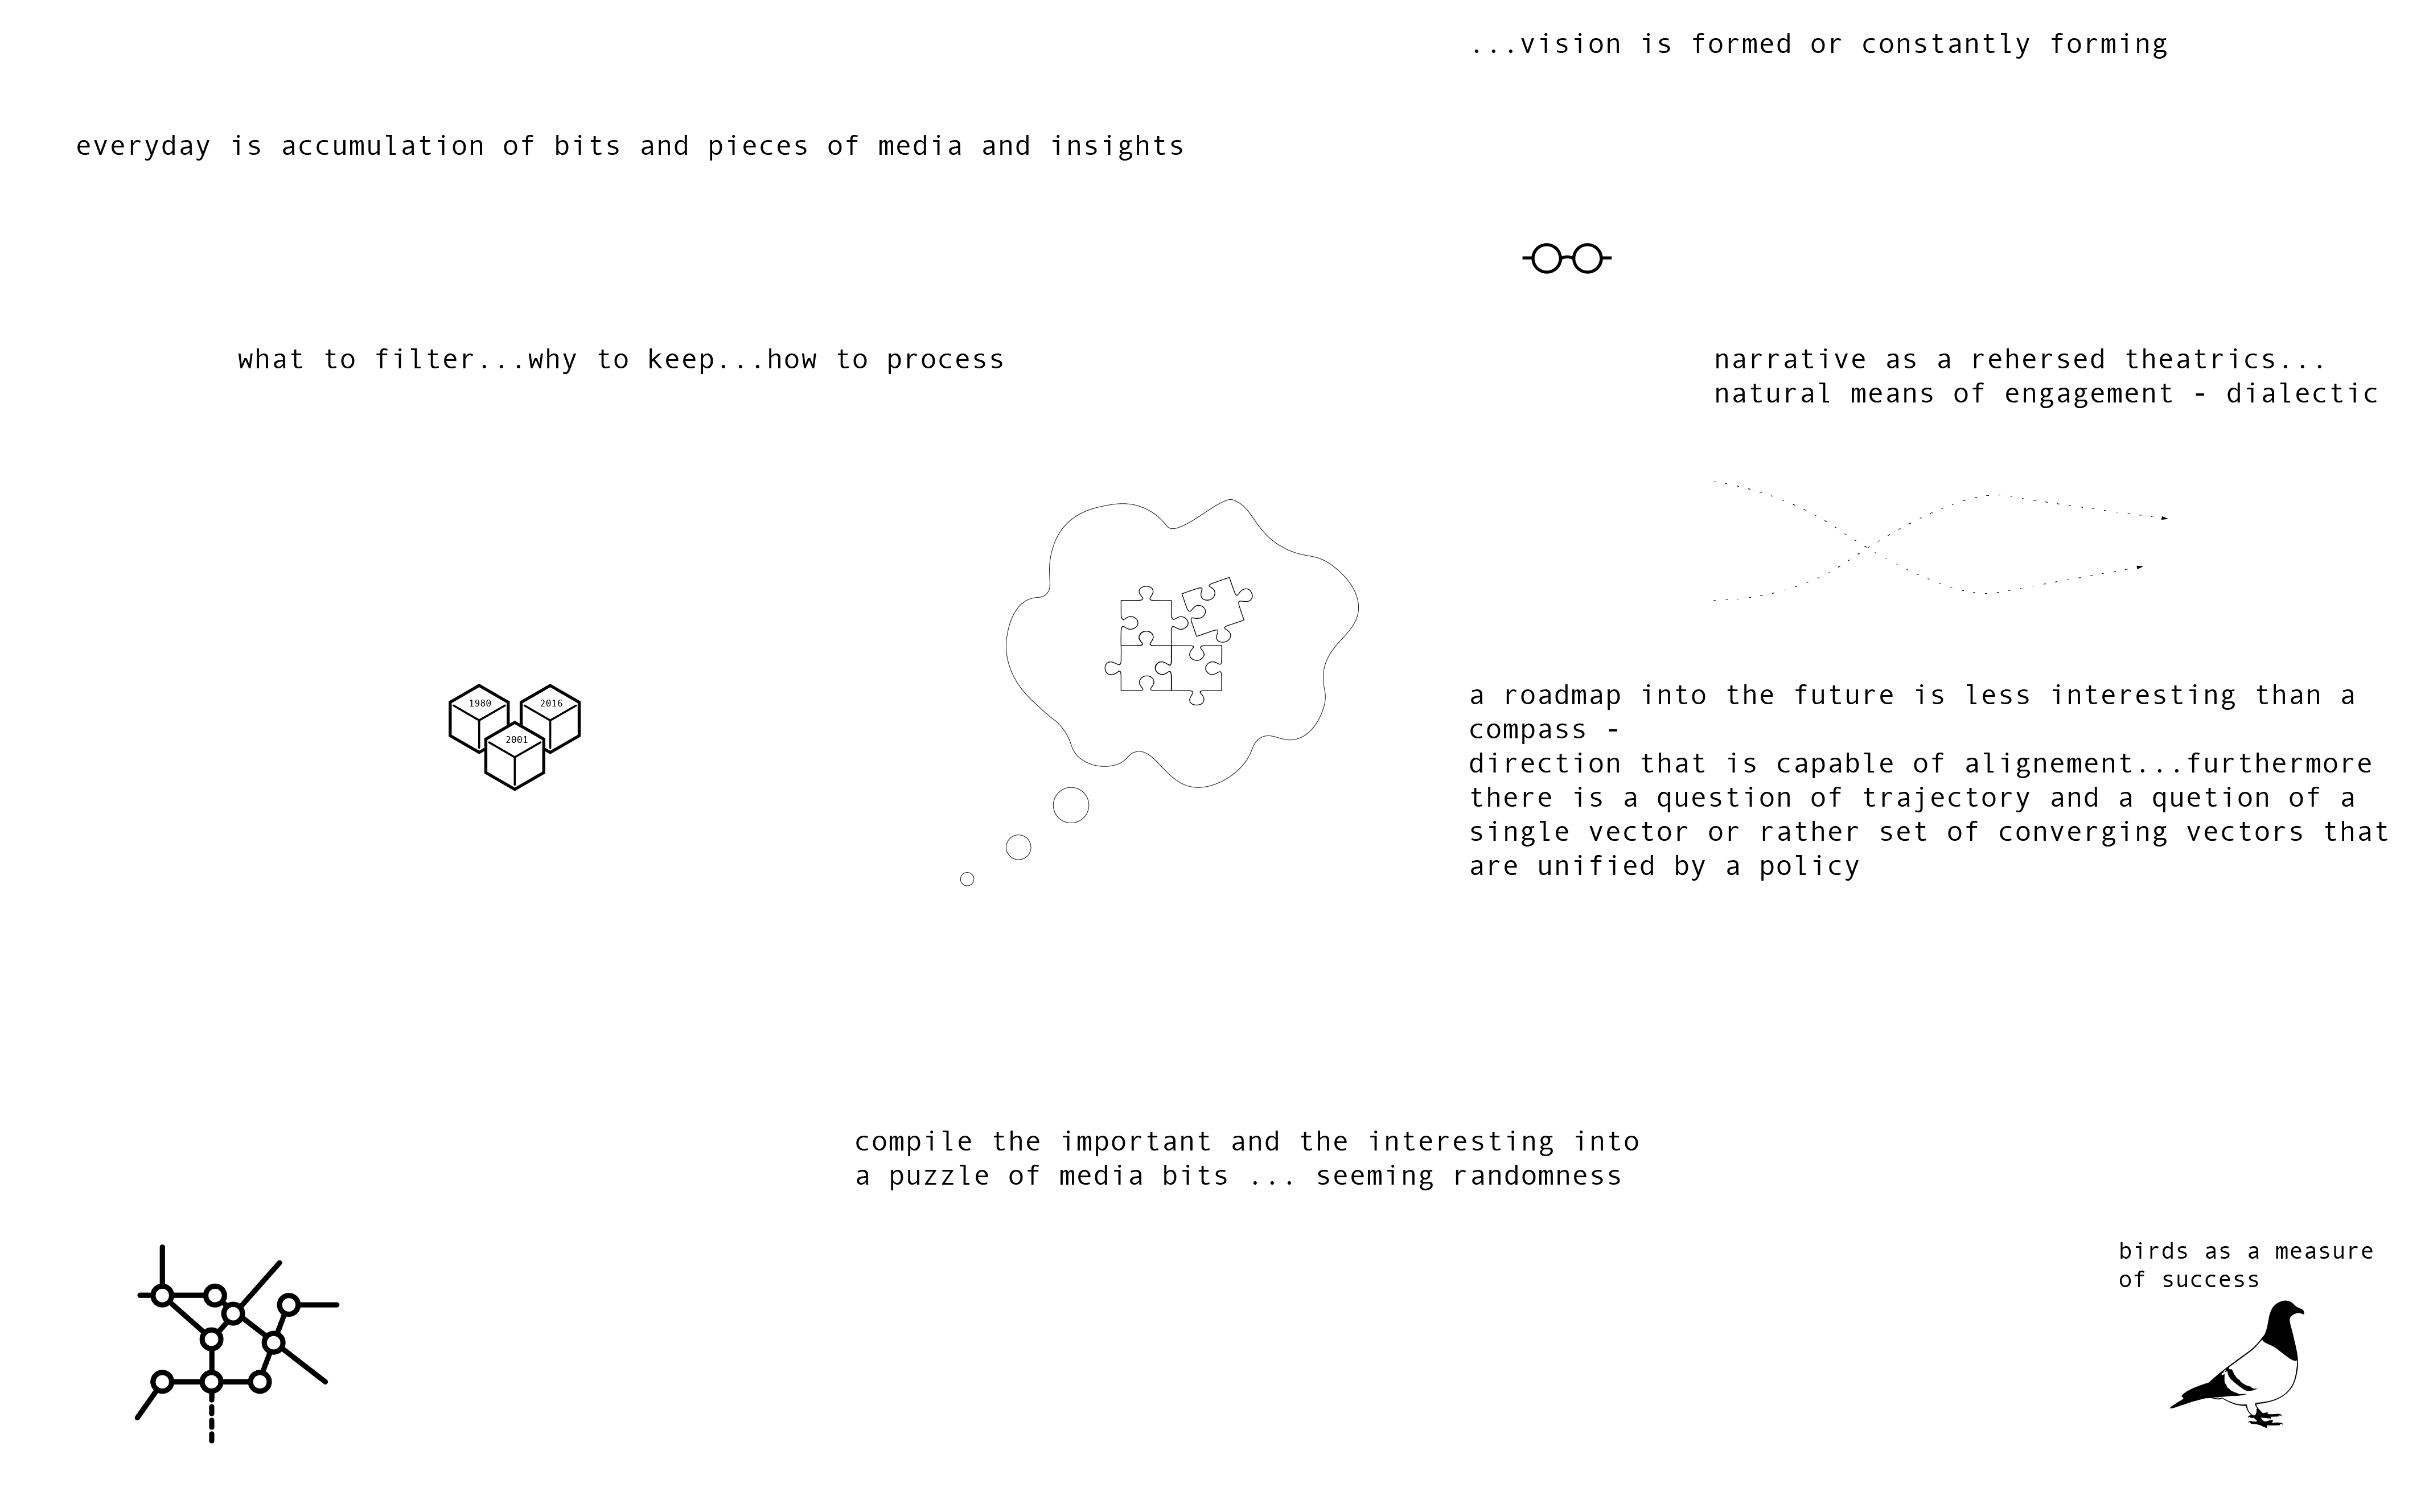 ...vision is formed or constantly forming
everyday is accumulation of bits and pieces of media and insights
what to filter...why to keep...how to process
narrative as a rehersed theatrics...
natural means of engagement - dialectic
1980
2016
2001
a roadmap into the future is less interesting than a
compass -
direction that is capable of alignement...furthermore
there is a question of trajectory and a quetion of a
single vector or rather set of converging vectors that
are unified by a policy
compile the important and the interesting into
a puzzle of media bits ... seeming randomness
birds as a measure
of success